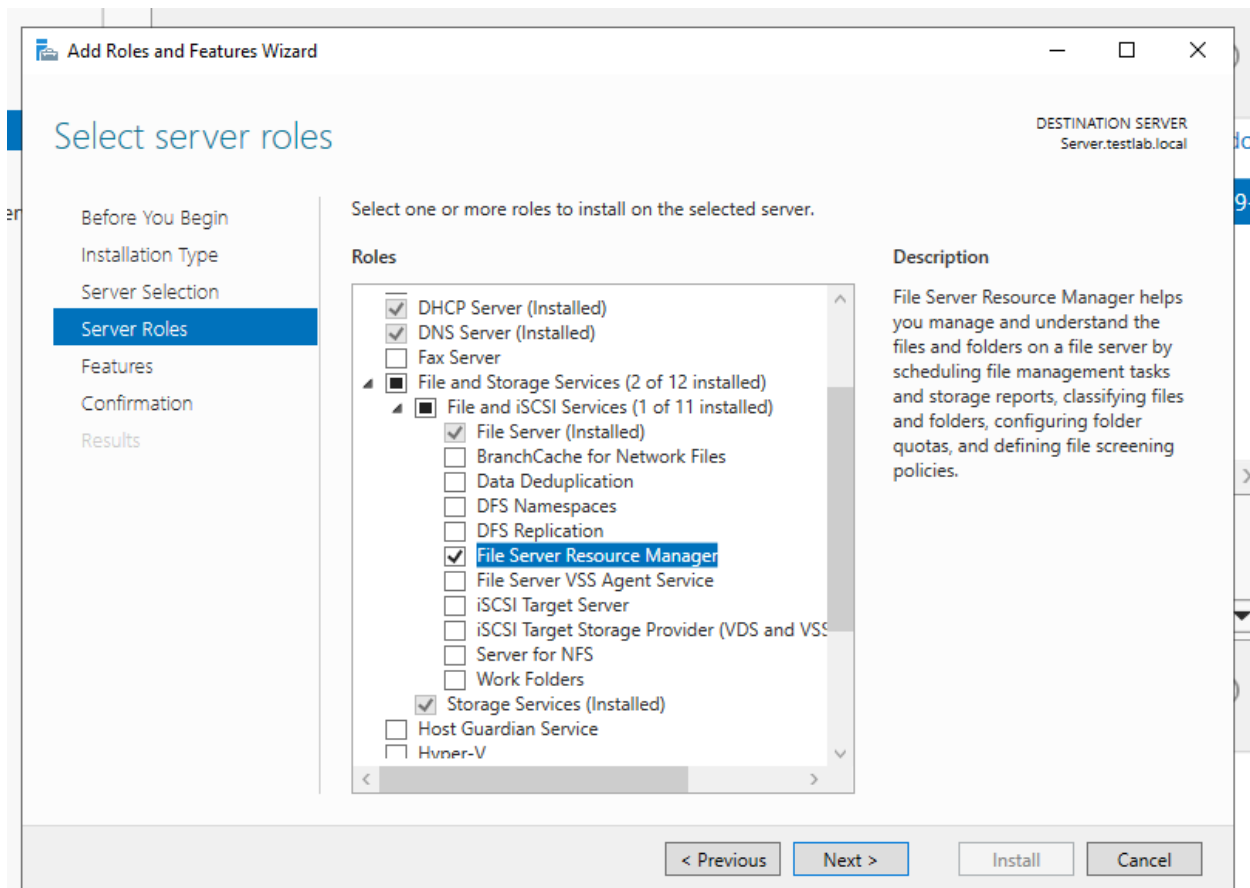 Add Roles and Features Wizard
Select server roles
DESTINATION SERVER
Server.testlab.local
Before You Begin
Installation Type
Server Selection
Server Roles
Features
Confirmation
Results
Select one or more roles to install on the selected server.
Roles
DHCP Server (Installed)
DNS Server (Installed)
Fax Server
File and Storage Services (2 of 12 installed)
File and iSCSI Services (1 of 11 installed)
File Server (Installed)
BranchCache for Network Files
Data Deduplication
DFS Namespaces
DFS Replication
File Server Resource Manager
File Server VSS Agent Service
iSCSI Target Server
iSCSI Target Storage Provider (VDS and VSS
Server for NFS
Work Folders
Storage Services (Installed)
Host Guardian Service
Hyper-V
Description
File Server Resource Manager helps
you manage and understand the
files and folders on a file server by
scheduling file management tasks
and storage reports, classifying files
and folders, configuring folder
quotas, and defining file screening
policies.
< Previous
Next >
Install
Cancel